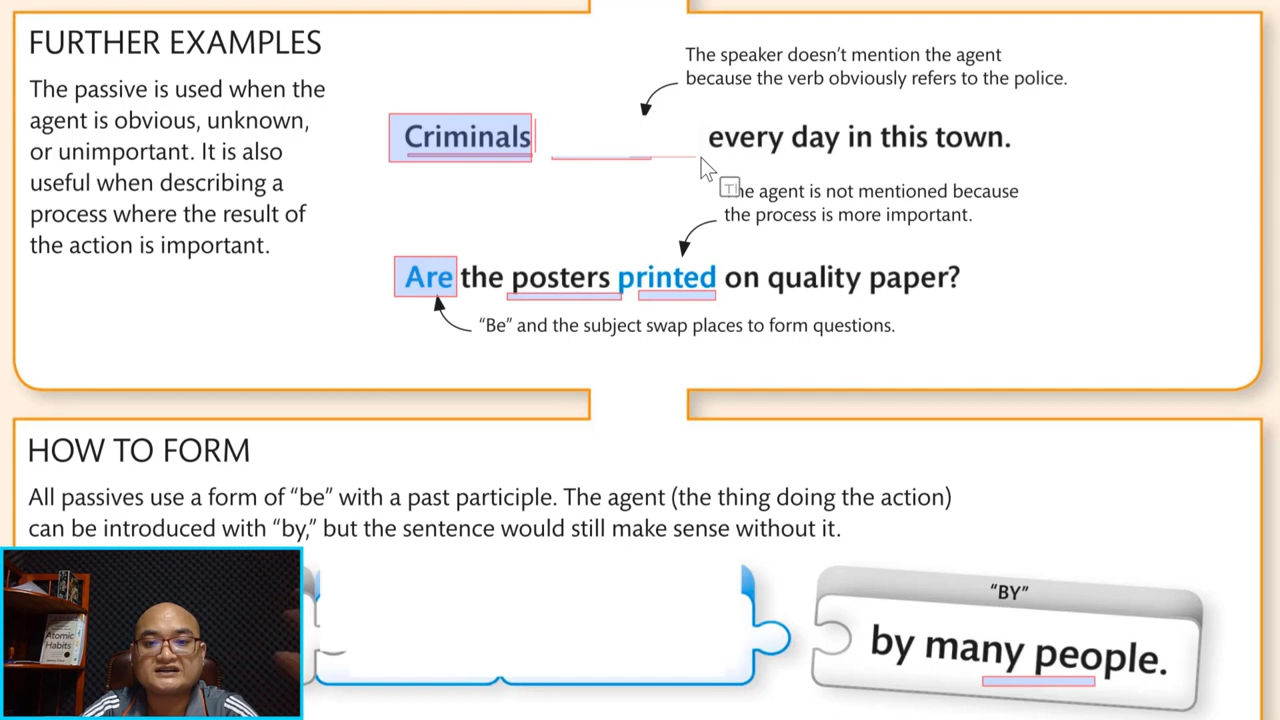 FURTHER EXAMPLES
The passive is used when the
agent is obvious, unknown,
or unimportant. It is also
useful when describing a
process where the result of
the action is important.
The speaker doesn't mention the agent
because the verb obviously refers to the police.
Criminals every day in this town.
The agent is not mentioned because
the process is more important.
Are the posters printed on quality paper?
“Be” and the subject swap places to form questions.
HOW TO FORM
All passives use a form of “be” with a past participle. The agent (the thing doing the action)
can be introduced with “by,” but the sentence would still make sense without it.
“BY”
by many people.
Atomic
Habits